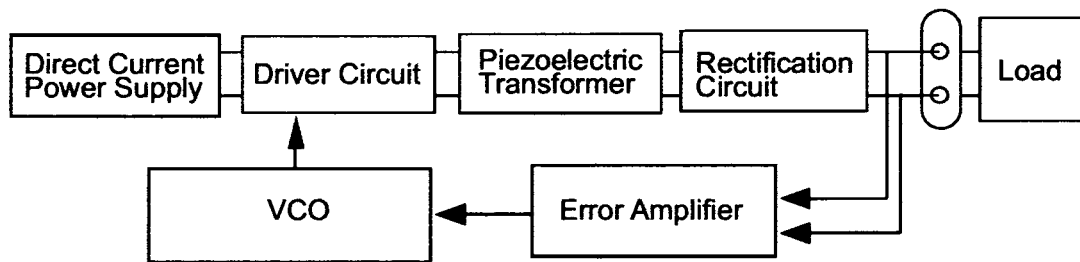 Direct Current
Power Supply
Driver Circuit
Piezoelectric
Transformer
Rectification
Circuit
Load
VCO
Error Amplifier